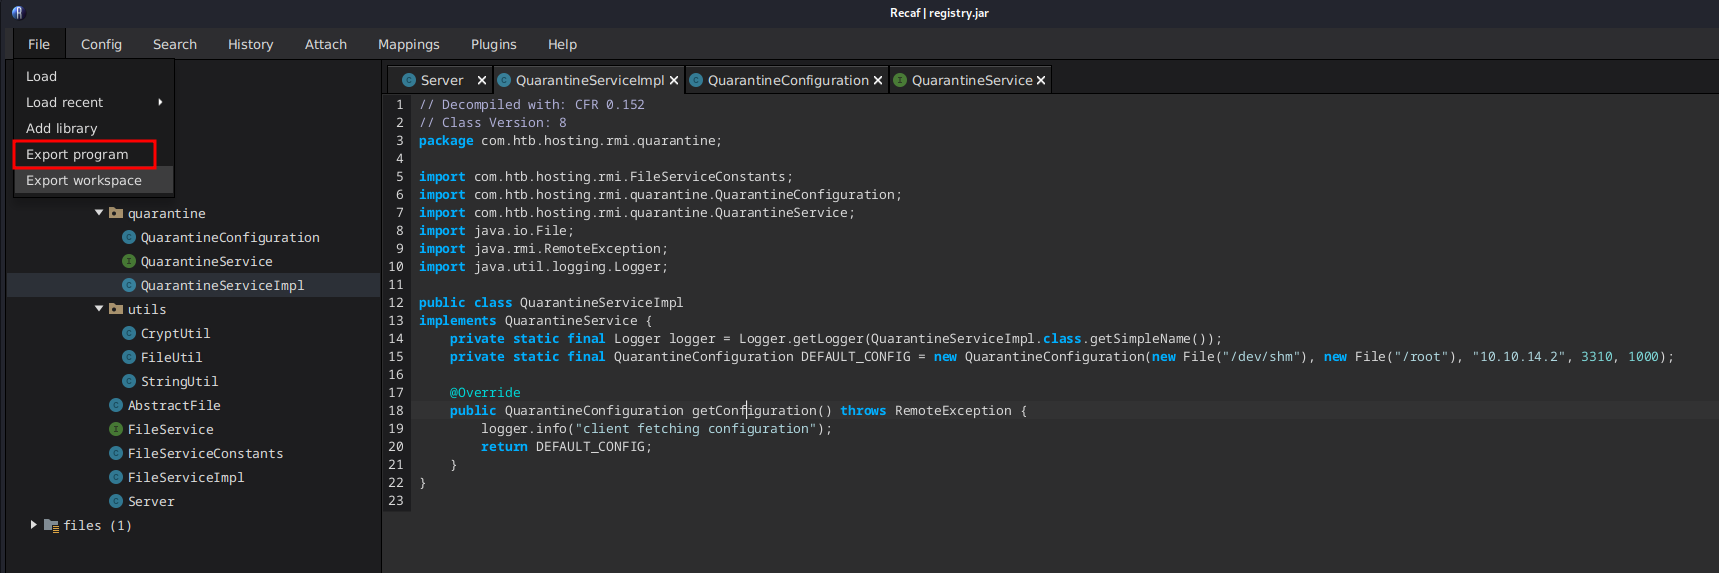 Recaf | registry.jar
File Config Search History Attach Mappings Plugins Help
Load
Load recent
Add library
Export program
Export workspace
quarantine
QuarantineConfiguration
QuarantineService
QuarantineServiceImpl
utils
CryptUtil
FileUtil
StringUtil
AbstractFile
FileService
FileServiceConstants
FileServiceImpl
Server
files (1)
Server QuarantineServiceImpl QuarantineConfiguration QuarantineService
1 // Decompiled with: CFR 0.152
2 // Class Version: 8
3 package com.htb.hosting.rmi.quarantine;
4
5 import com.htb.hosting.rmi.FileServiceConstants;
6 import com.htb.hosting.rmi.quarantine.QuarantineConfiguration;
7 import com.htb.hosting.rmi.quarantine.QuarantineService;
8 import java.io.File;
9 import java.rmi.RemoteException;
10 import java.util.logging.Logger;
11
12 public class QuarantineServiceImpl
13 implements QuarantineService {
14     private static final Logger logger = Logger.getLogger(QuarantineServiceImpl.class.getSimpleName());
15     private static final QuarantineConfiguration DEFAULT_CONFIG = new QuarantineConfiguration(new File("/dev/shm"), new File("/root"), "10.10.14.2", 3310, 1000);
16
17     @Override
18     public QuarantineConfiguration getConfiguration() throws RemoteException {
19         logger.info("client fetching configuration");
20         return DEFAULT_CONFIG;
21     }
22 }
23